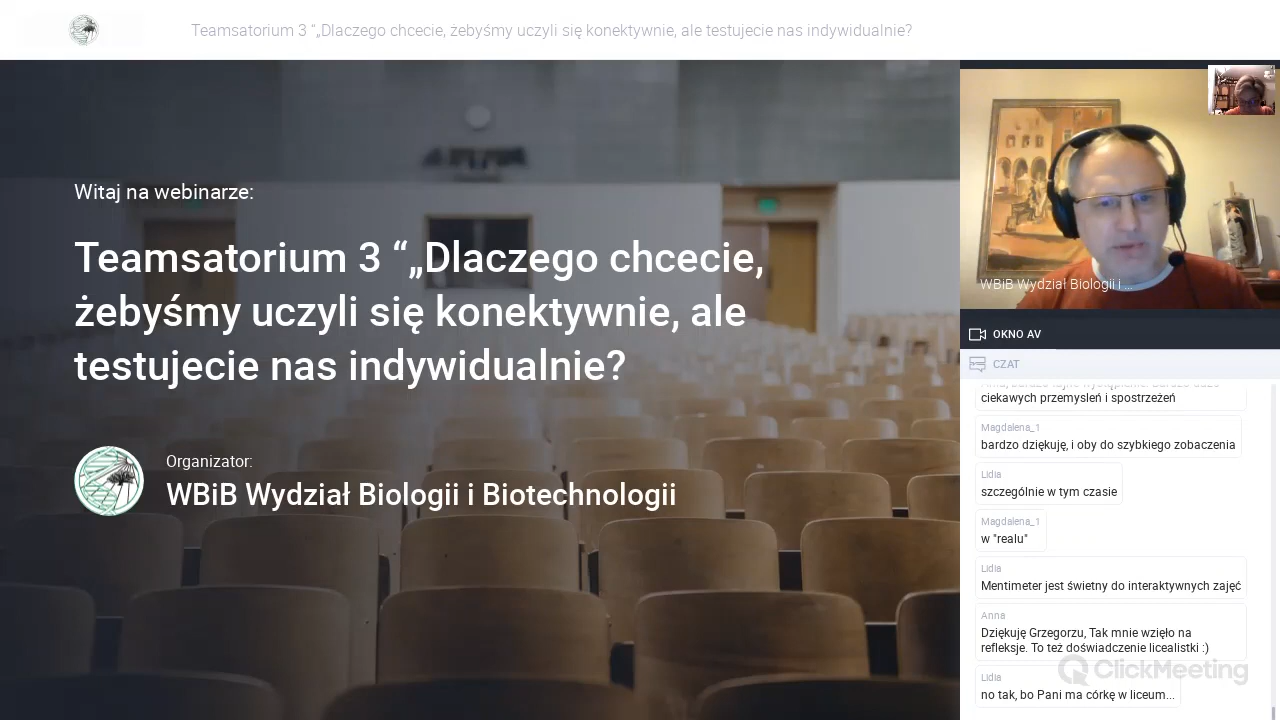 Teamsatorium 3 “„Dlaczego chcecie, żebyśmy uczyli się konektywnie, ale testujecie nas indywidualnie?
Witaj na webinarze:
Teamsatorium 3 “„Dlaczego chcecie,
żebyśmy uczyli się konektywnie, ale
testujecie nas indywidualnie?
Organizator:
WBiB Wydział Biologii i Biotechnologii
WBiB Wydział Biologii i ...
OKNO AV
CZAT
ciekawych przemysleń i spostrzeżeń
Magdalena_1
bardzo dziękuję, i oby do szybkiego zobaczenia
Lidia
szczególnie w tym czasie
Magdalena_1
w "realu"
Lidia
Mentimeter jest świetny do interaktywnych zajęć
Anna
Dziękuję Grzegorzu, Tak mnie wzięło na
refleksje. To też doświadczenie licealistki :)
Lidia
no tak, bo Pani ma córkę w liceum...
ClickMeeting